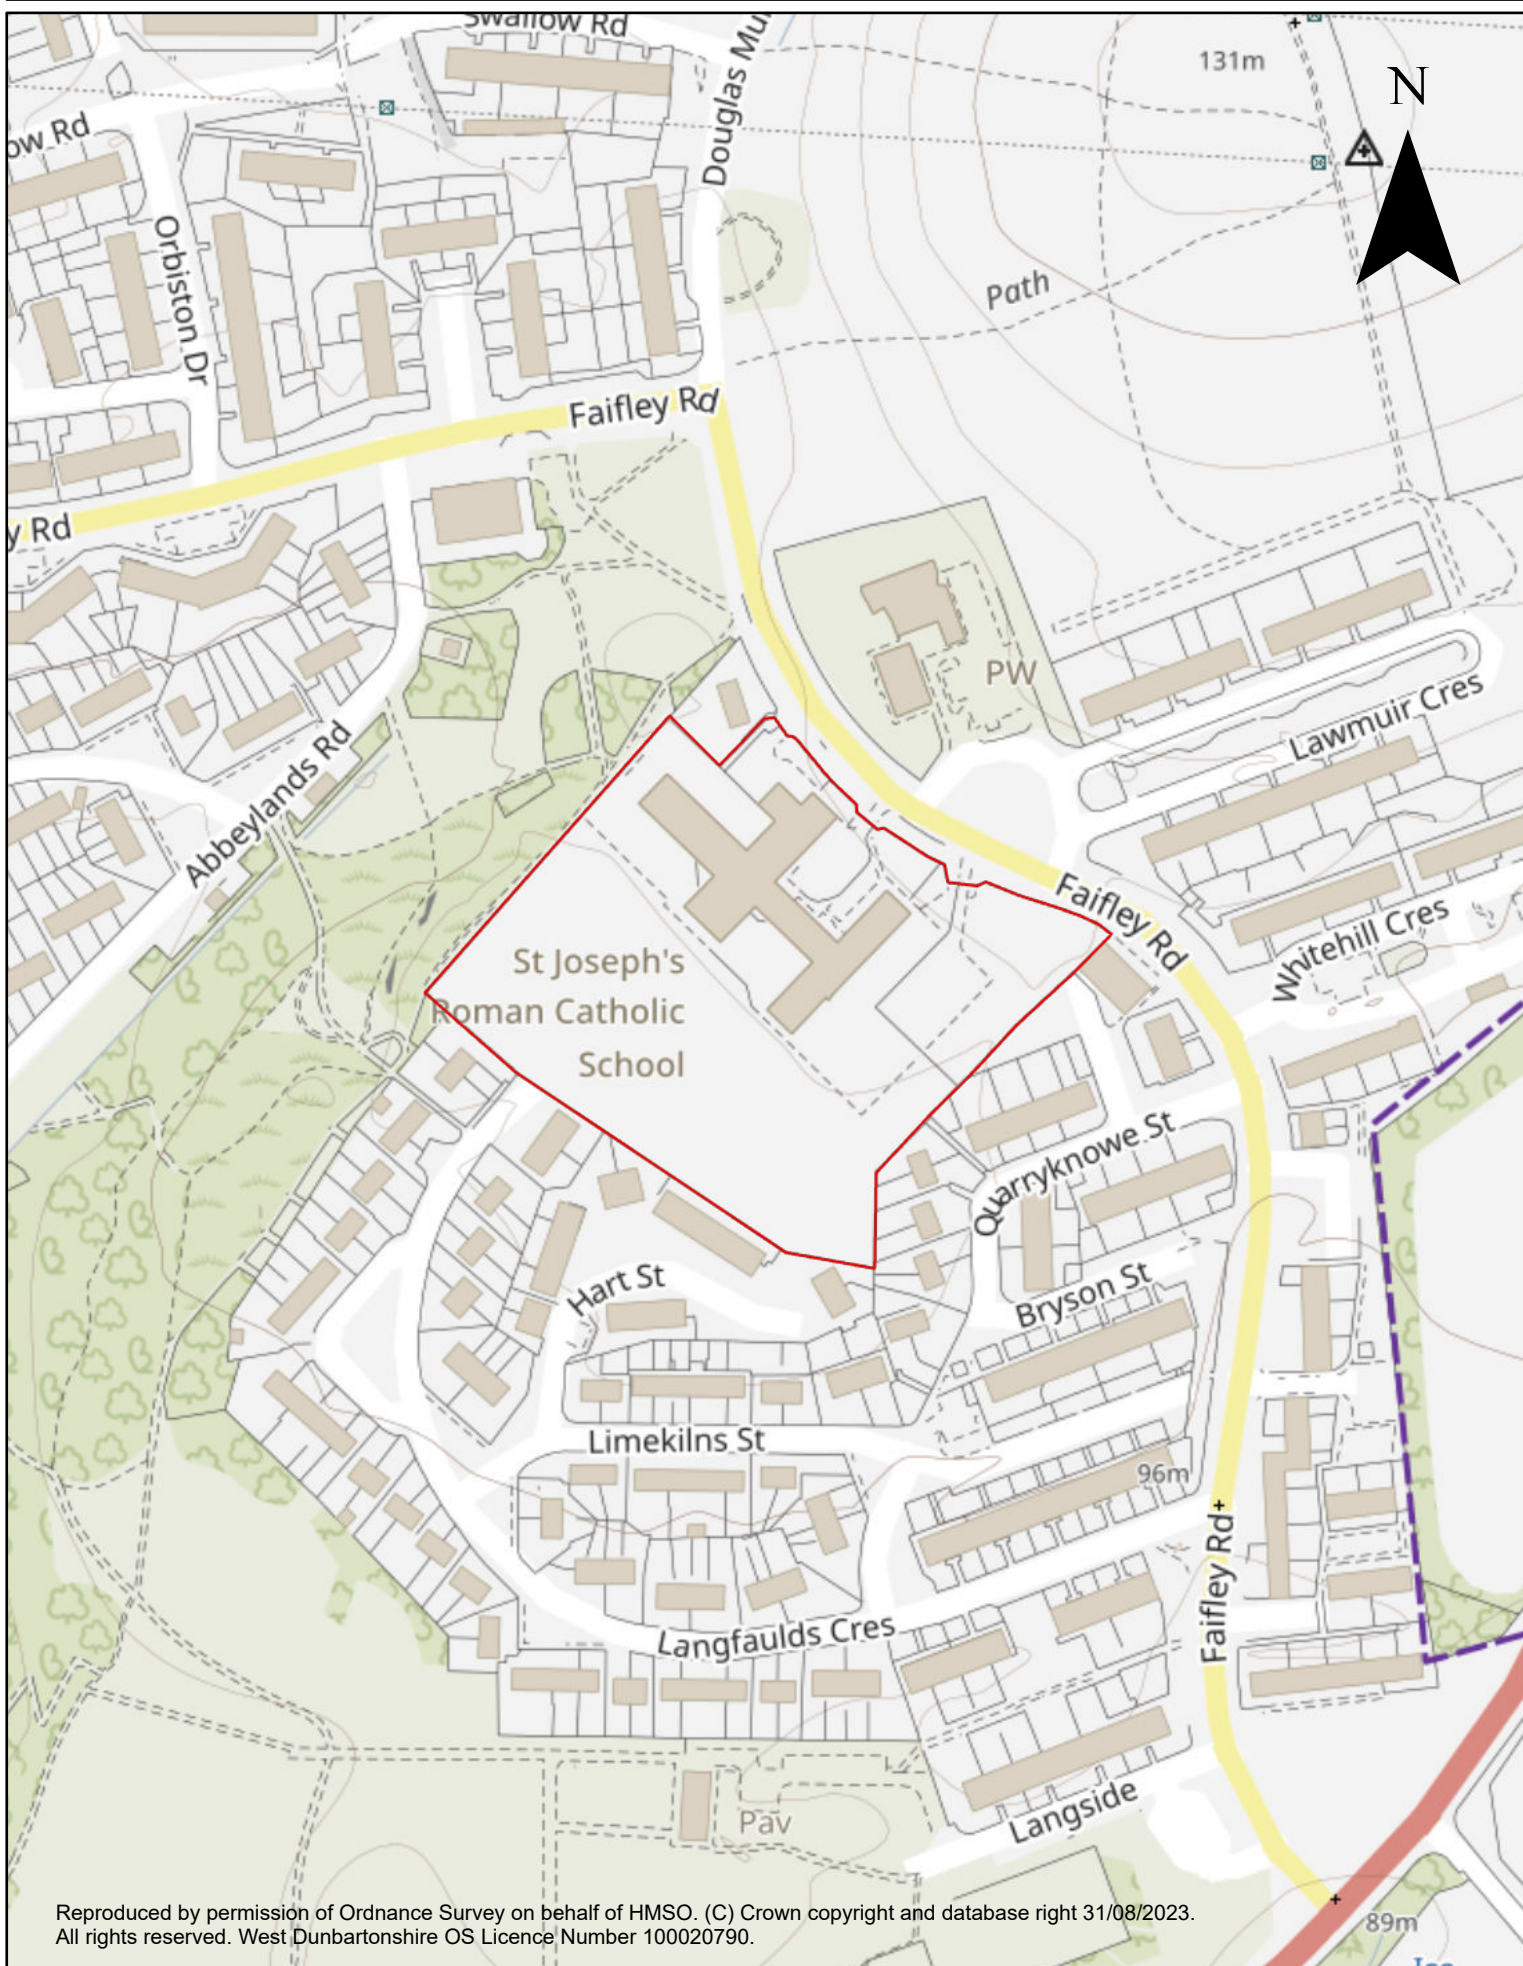 Swallow Rd
Douglas Mu
131m
N
ow Rd
Orbiston Dr
Path
Faifley Rd
y Rd
PW
Lawmuir Cres
Abbeylands Rd
Faifley Rd
Whitehill Cres
St Joseph's
Roman Catholic
School
Quarryknowe St
Hart St
Bryson St
Limekilns St
96m
Faifley Rd
Langfaulds Cres
Langside
Pav
Reproduced by permission of Ordnance Survey on behalf of HMSO. (C) Crown copyright and database right 31/08/2023.
All rights reserved. West Dunbartonshire OS Licence Number 100020790.
89m